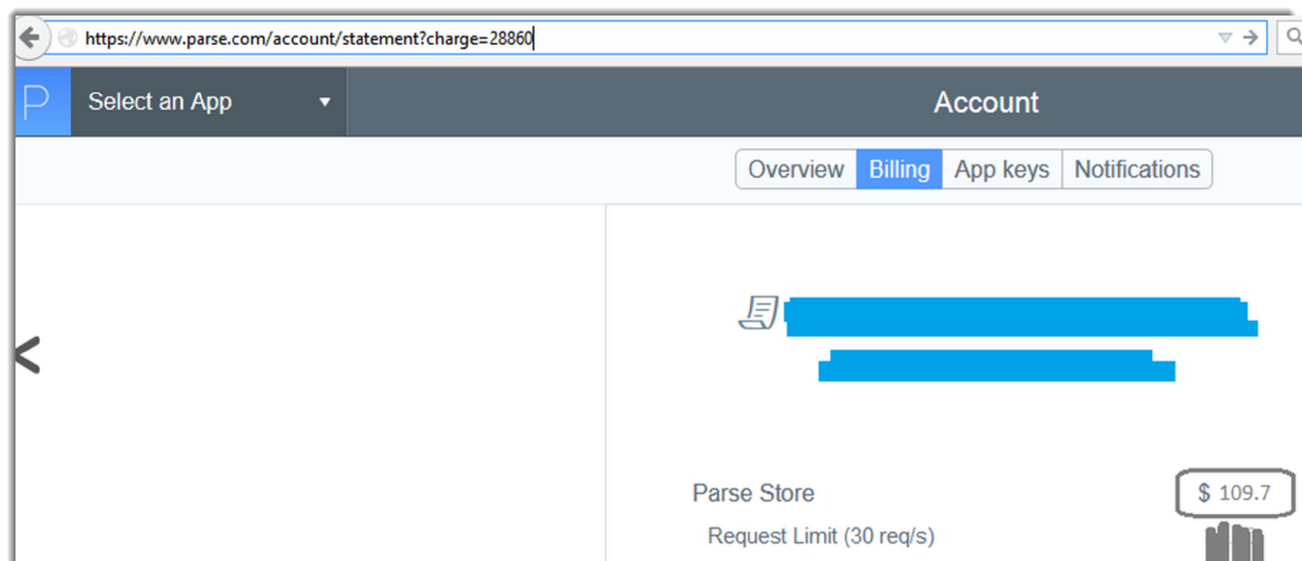 https://www.parse.com/account/statement?charge=28860
P Select an App Account
Overview Billing App keys Notifications
Parse Store $ 109.7
Request Limit (30 req/s)